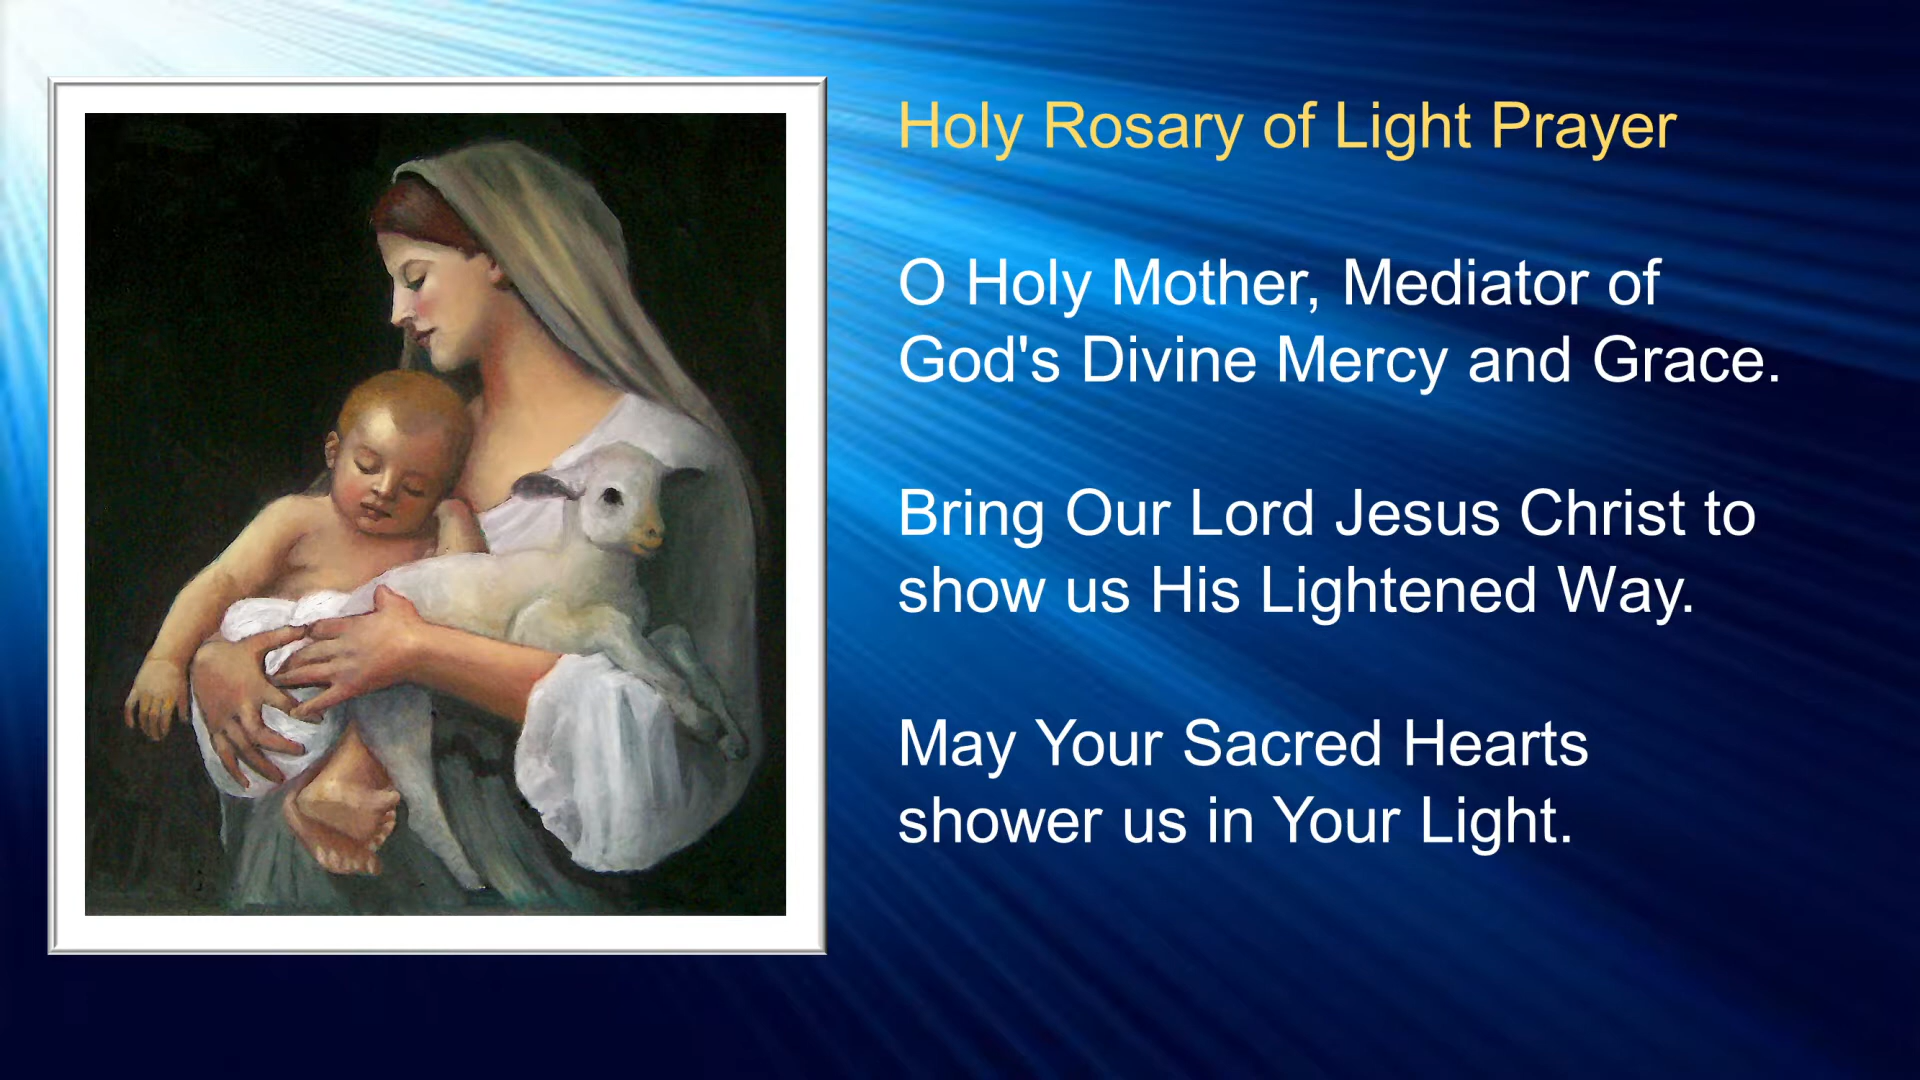 Holy Rosary of Light Prayer
O Holy Mother, Mediator of
God's Divine Mercy and Grace.
Bring Our Lord Jesus Christ to
show us His Lightened Way.
May Your Sacred Hearts
shower us in Your Light.